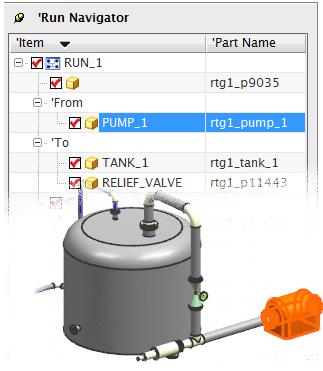 'Run Navigator
'Item 'Part Name
RUN_1
rtg1_p9035
'From
PUMP_1 rtg1_pump_1
'To
TANK_1 rtg1_tank_1
RELIEF_VALVE rtg1_p11443